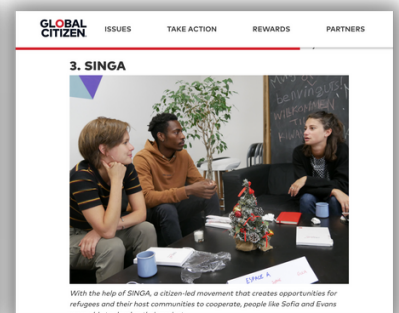 GLOBAL
CITIZEN.
ISSUES
TAKE ACTION
REWARDS
PARTNERS
3. SINGA
ESPACE A
With the help of SINGA, a citizen-led movement that creates opportunities for
refugees and their host communities to cooperate, people like Sofia and Evans